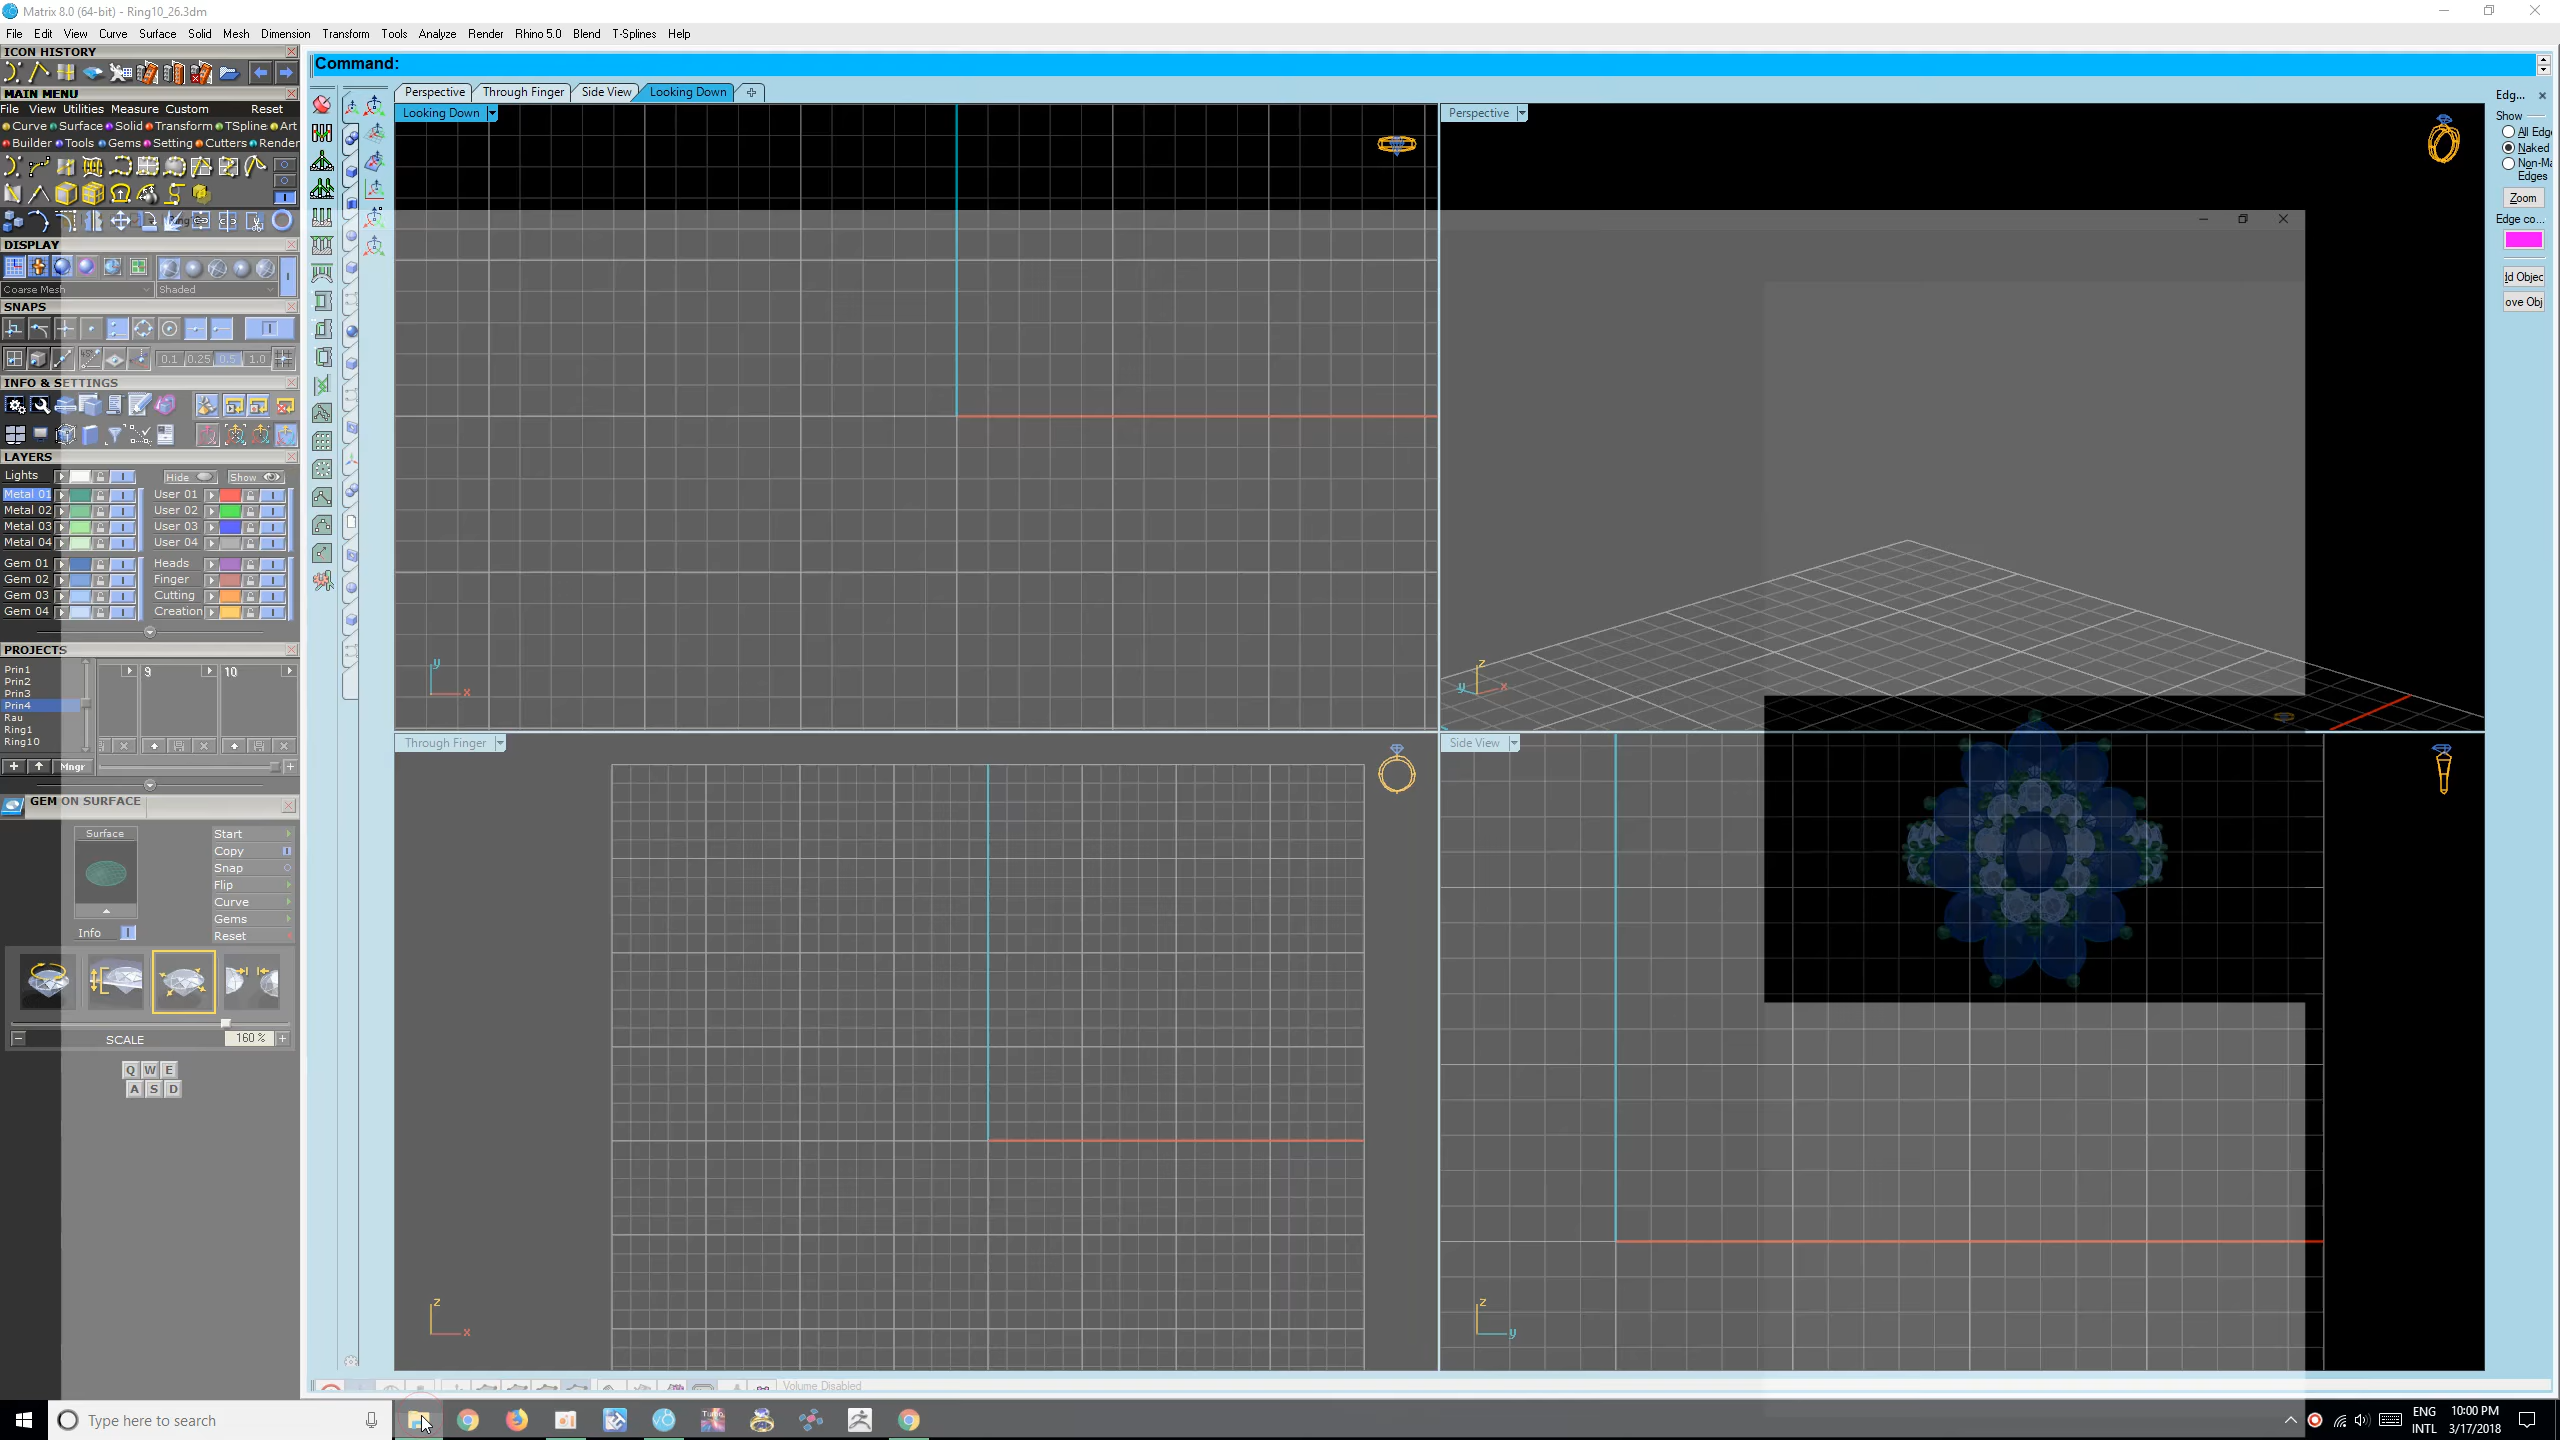 Matrix 8.0 (64-bit) - Ring10_26.3dm
File Edit View Curve Surface Solid Mesh Dimension Transform Tools Analyze Render Rhino 5.0 Blend T-Splines Help
ICON HISTORY
Command:
MAIN MENU
Perspective Through Finger Side View Looking Down
File View Utilities Measure Custom Reset
Curve Surface Solid Transform TSpline Art
Builder Tools Gems Setting Cutters Render
Looking Down
Perspective
Edg...
Show
All Edg
Naked
Non-Ma
Edges
Zoom
Edge co...
dd Objec
ove Obj
DISPLAY
Coarse Mesh Shaded
SNAPS
0.1 0.25 0.5 1.0
INFO & SETTINGS
LAYERS
Lights Hide Show
Metal 01 User 01
Metal 02 User 02
Metal 03 User 03
Metal 04 User 04
Gem 01 Heads
Gem 02 Finger
Gem 03 Cutting
Gem 04 Creation
PROJECTS
Prin1
Prin2
Prin3
Prin4
Rau
Ring1
Ring10
9 10
Mngr
y x
z y x
Through Finger
Side View
GEM ON SURFACE
Surface
Start
Copy
Snap
Flip
Curve
Gems
Reset
Info
SCALE 160 %
Q W E
A S D
z x
z y
Volume Disabled
Type here to search
ENG
INTL
10:00 PM
3/17/2018